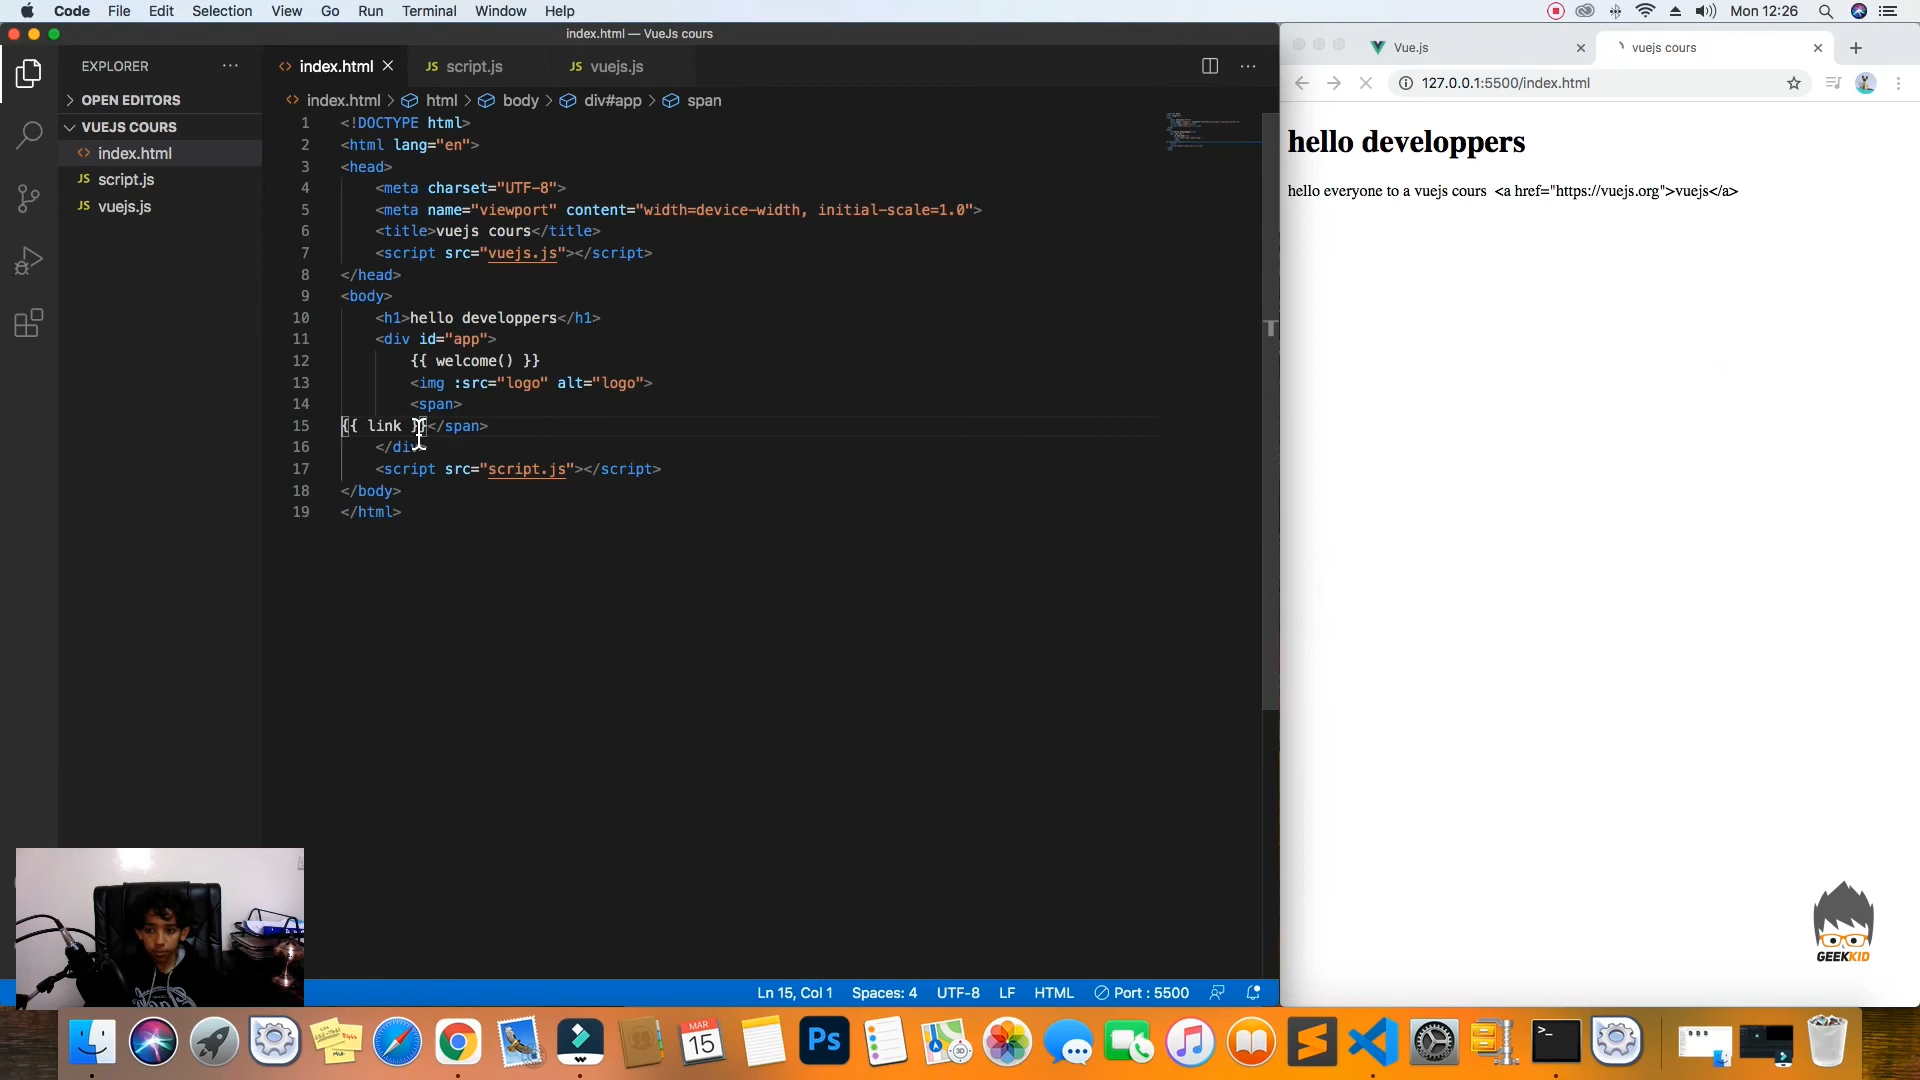 Code File Edit Selection View Go Run Terminal Window Help Mon 12:26
index.html — VueJs cours
EXPLORER
OPEN EDITORS
VUEJS COURS
index.html
script.js
vuejs.js
index.html script.js vuejs.js
index.html > html > body > div#app > span
1 <!DOCTYPE html>
2 <html lang="en">
3 <head>
4 <meta charset="UTF-8">
5 <meta name="viewport" content="width=device-width, initial-scale=1.0">
6 <title>vuejs cours</title>
7 <script src="vuejs.js"></script>
8 </head>
9 <body>
10 <h1>hello developpers</h1>
11 <div id="app">
12 {{ welcome() }}
13 <img :src="logo" alt="logo">
14 <span>
15 {{ link }}</span>
16 </div>
17 <script src="script.js"></script>
18 </body>
19 </html>
Ln 15, Col 1 Spaces: 4 UTF-8 LF HTML Port : 5500
Vue.js vuejs cours
127.0.0.1:5500/index.html
hello developpers
hello everyone to a vuejs cours <a href="https://vuejs.org">vuejs</a>
GEEKKID
MAR
15
Ps
3D